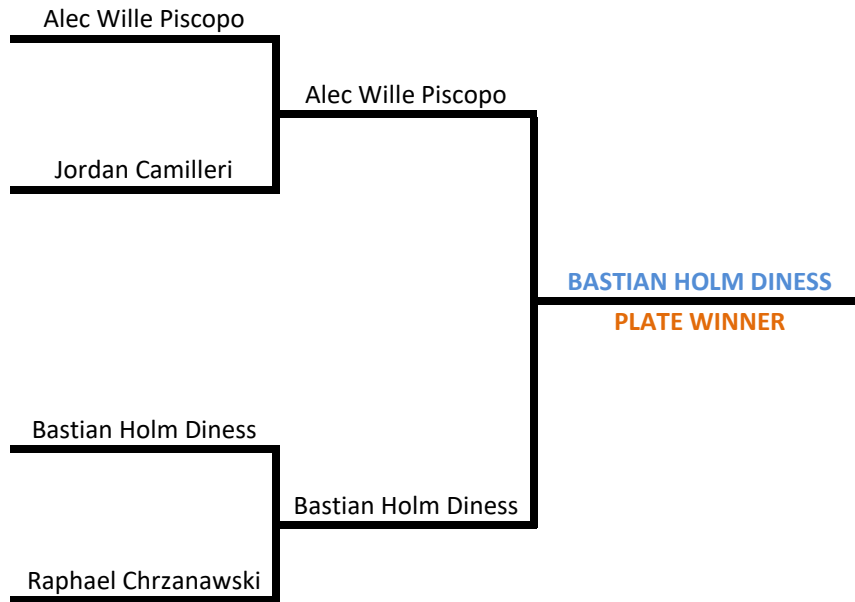 Alec Wille Piscopo
Alec Wille Piscopo
Jordan Camilleri
BASTIAN HOLM DINESS
PLATE WINNER
Bastian Holm Diness
Bastian Holm Diness
Raphael Chrzanawski